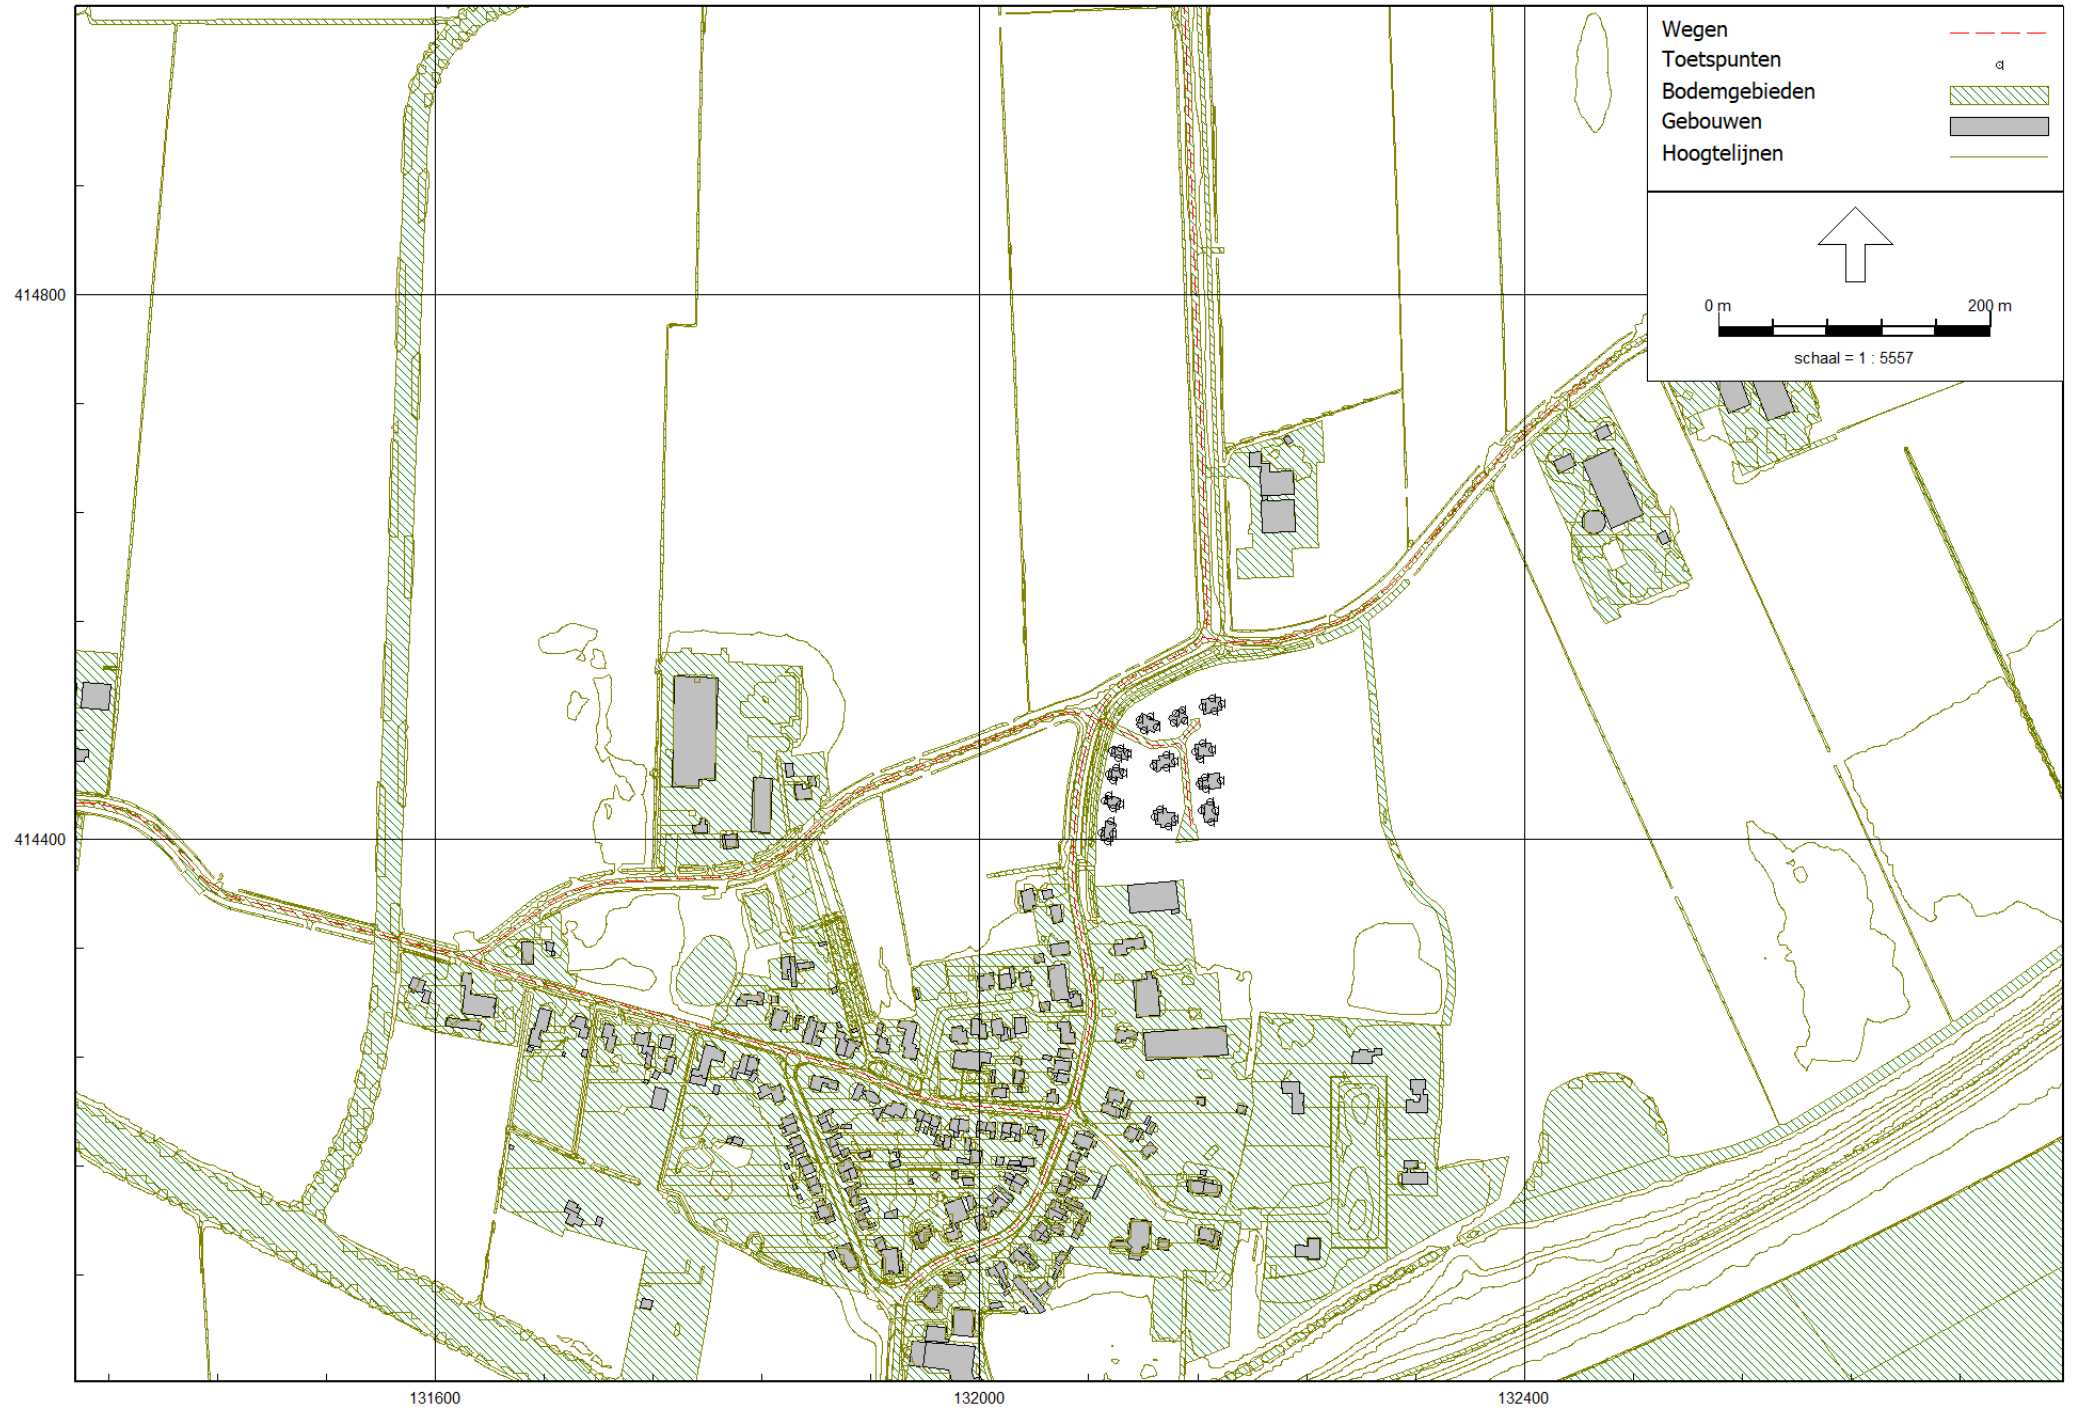 Wegen
Toetspunten
Bodemgebieden
Gebouwen
Hoogtelijnen
0 m 200 m
schaal = 1 : 5557
414800
414400
131600 132000 132400